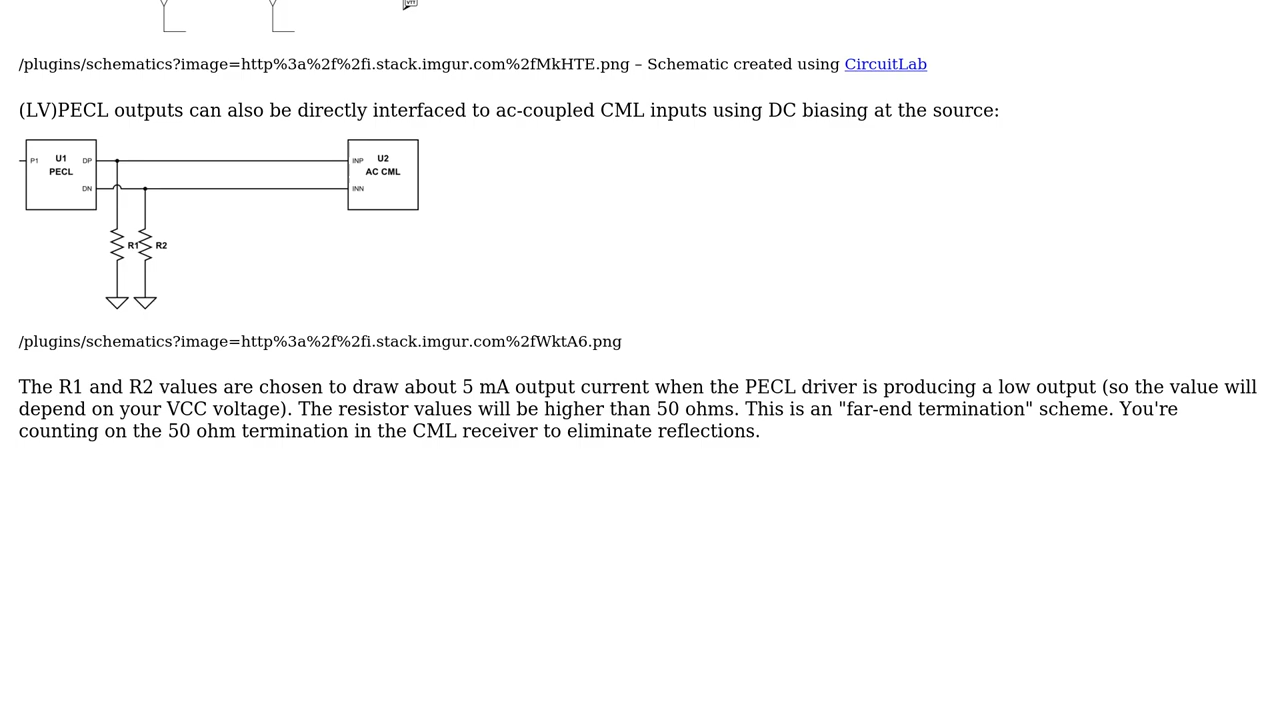 VTT
/plugins/schematics?image=http%3a%2f%2fi.stack.imgur.com%2fMkHTE.png – Schematic created using CircuitLab
(LV)PECL outputs can also be directly interfaced to ac-coupled CML inputs using DC biasing at the source:
P1 U1 DP
PECL
DN
INP U2
AC CML
INN
R1 R2
/plugins/schematics?image=http%3a%2f%2fi.stack.imgur.com%2fWktA6.png
The R1 and R2 values are chosen to draw about 5 mA output current when the PECL driver is producing a low output (so the value will
depend on your VCC voltage). The resistor values will be higher than 50 ohms. This is an "far-end termination" scheme. You're
counting on the 50 ohm termination in the CML receiver to eliminate reflections.